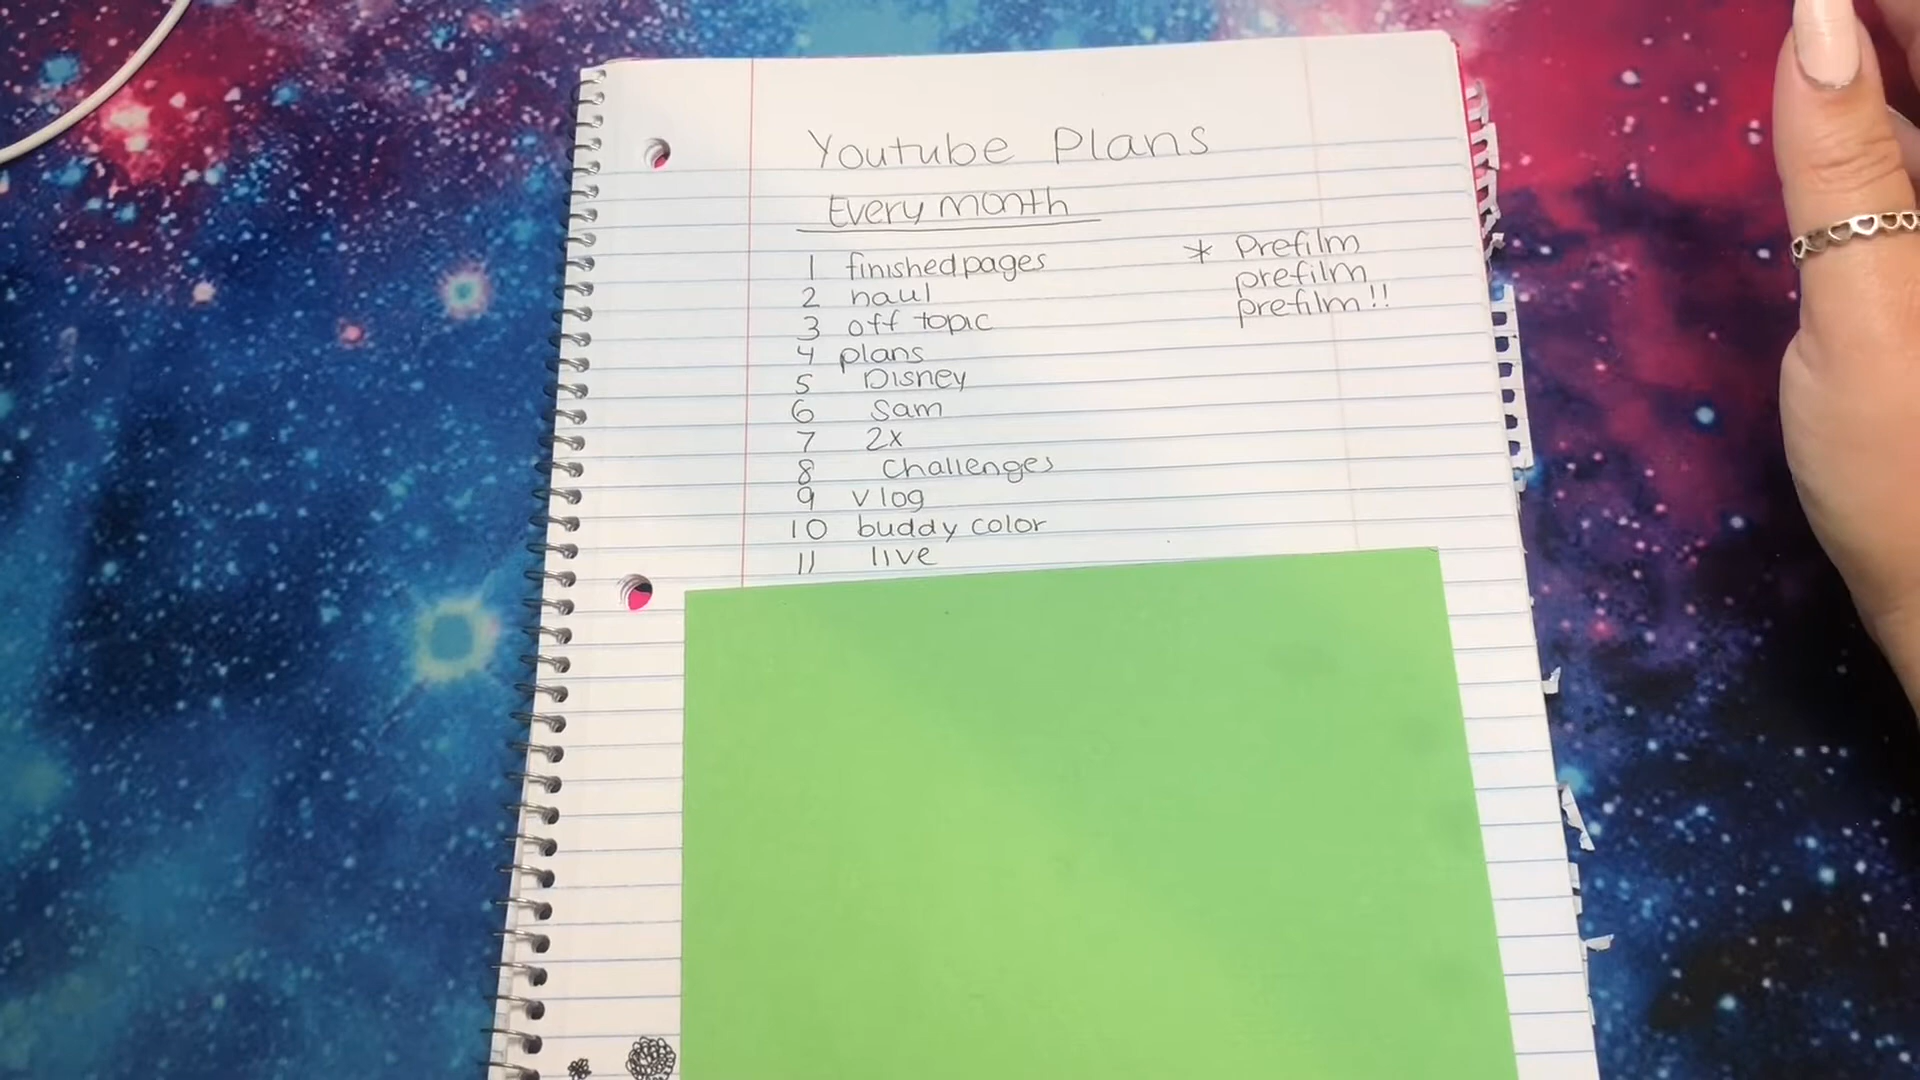 Youtube Plans
Every month
1 finished pages
2 haul
3 off topic
4 plans
5 Disney
6 Sam
7 2x
8 Challenges
9 vlog
10 buddy color
11 live
* Prefilm
prefilm
prefilm!!